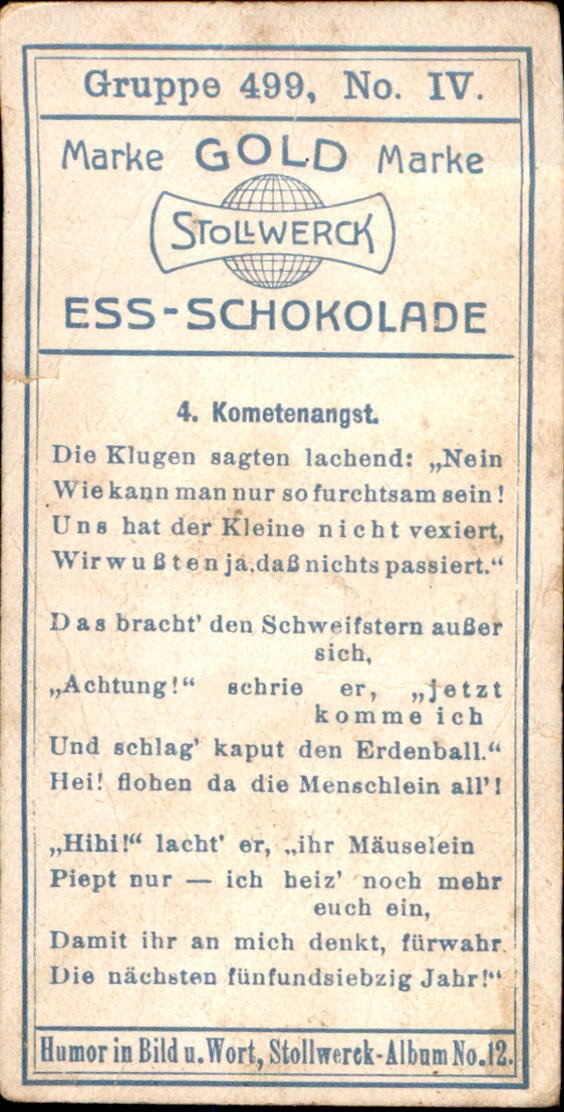 Gruppe 499, No. IV.
Marke GOLD Marke
STOLLWERCK
ESS-SCHOKOLADE
4. Kometenangst.
Die Klugen sagten lachend: „Nein
Wie kann man nur so furchtsam sein!
Uns hat der Kleine nicht vexiert,
Wir wußten ja, daß nichts passiert.“
Das bracht' den Schweifstern außer
sich,
„Achtung!“ schrie er, „jetzt
komme ich
Und schlag' kaput den Erdenball.“
Hei! flohen da die Menschlein all'!
„Hihi!“ lacht' er, „ihr Mäuselein
Piept nur — ich heiz' noch mehr
euch ein,
Damit ihr an mich denkt, fürwahr
Die nächsten fünfundsiebzig Jahr!“
Humor in Bild u. Wort, Stollwerck-Album No. 12.